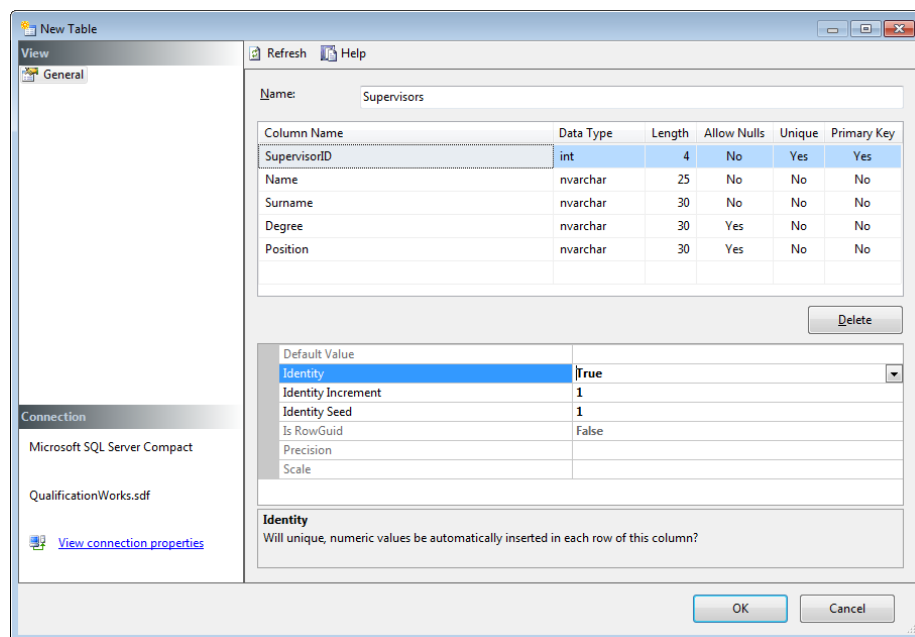 New Table
View
General
Refresh Help
Name: Supervisors
Column Name Data Type Length Allow Nulls Unique Primary Key
SupervisorID int 4 No Yes Yes
Name nvarchar 25 No No No
Surname nvarchar 30 No No No
Degree nvarchar 30 Yes No No
Position nvarchar 30 Yes No No
Delete
Default Value
Identity True
Identity Increment 1
Identity Seed 1
Is RowGuid False
Precision
Scale
Identity
Will unique, numeric values be automatically inserted in each row of this column?
Connection
Microsoft SQL Server Compact
QualificationWorks.sdf
View connection properties
OK Cancel